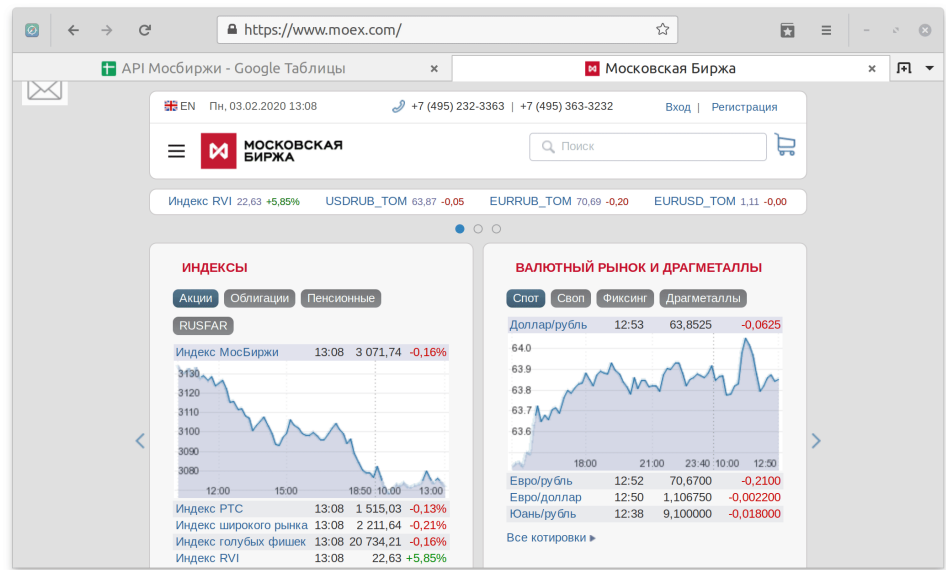 https://www.moex.com/
API Мосбиржи - Google Таблицы
Московская Биржа
EN Пн, 03.02.2020 13:08 +7 (495) 232-3363 | +7 (495) 363-3232 Вход | Регистрация
МОСКОВСКАЯ
БИРЖА
Поиск
Индекс RVI 22,63 +5,85% USDRUB_TOM 63,87 -0,05 EURRUB_TOM 70,69 -0,20 EURUSD_TOM 1,11 -0,00
ИНДЕКСЫ
Акции Облигации Пенсионные
RUSFAR
Индекс МосБиржи 13:08 3 071,74 -0,16%
3130
3120
3110
3100
3090
3080
12:00 15:00 18:50 10:00 13:00
Индекс РТС 13:08 1 515,03 -0,13%
Индекс широкого рынка 13:08 2 211,64 -0,21%
Индекс голубых фишек 13:08 20 734,21 -0,16%
Индекс RVI 13:08 22,63 +5,85%
ВАЛЮТНЫЙ РЫНОК И ДРАГМЕТАЛЛЫ
Спот Своп Фиксинг Драгметаллы
Доллар/рубль 12:53 63,8525 -0,0625
64.0
63.9
63.8
63.7
63.6
18:00 21:00 23:40 10:00 12:50
Евро/рубль 12:52 70,6700 -0,2100
Евро/доллар 12:50 1,106750 -0,002200
Юань/рубль 12:38 9,100000 -0,018000
Все котировки